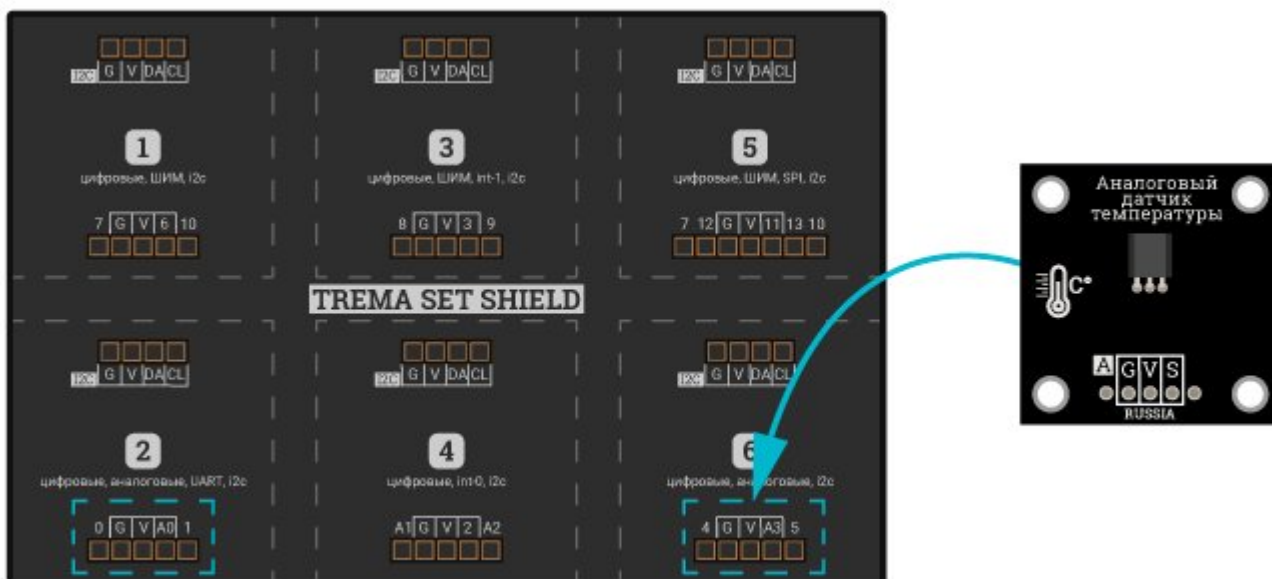 I2C G V DA CL
1
цифровые, ШИМ, i2c
7 G V 6 10
I2C G V DA CL
3
цифровые, ШИМ, int-1, i2c
8 G V 3 9
I2C G V DA CL
5
цифровые, ШИМ, SPI, i2c
7 12 G V 11 13 10
TREMA SET SHIELD
I2C G V DA CL
2
цифровые, аналоговые, UART, i2c
0 G V A0 1
I2C G V DA CL
4
цифровые, int-0, i2c
A1 G V 2 A2
I2C G V DA CL
6
цифровые, аналоговые, i2c
4 G V A3 5
Аналоговый
датчик
температуры
C°
A G V S
RUSSIA